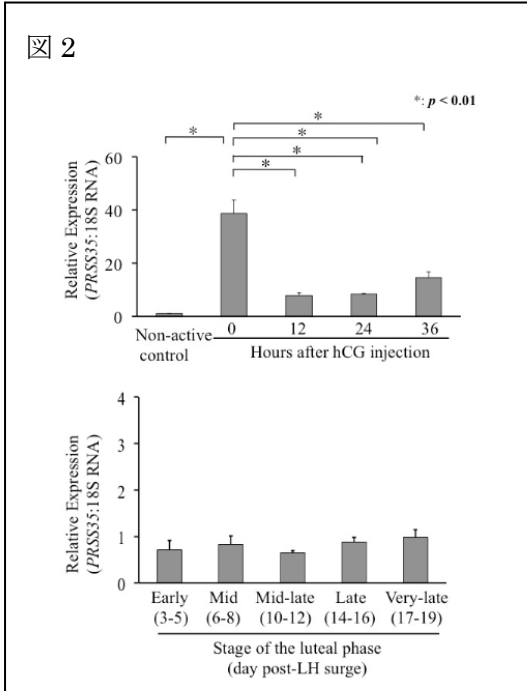 図 2
*: p < 0.01
*
*
*
*
*
Relative Expression
(PRSS35:18S RNA)
60
40
20
0
Non-active
control
0 12 24 36
Hours after hCG injection
Relative Expression
(PRSS35:18S RNA)
4
3
2
1
0
Early Mid Mid-late Late Very-late
(3-5) (6-8) (10-12) (14-16) (17-19)
Stage of the luteal phase
(day post-LH surge)